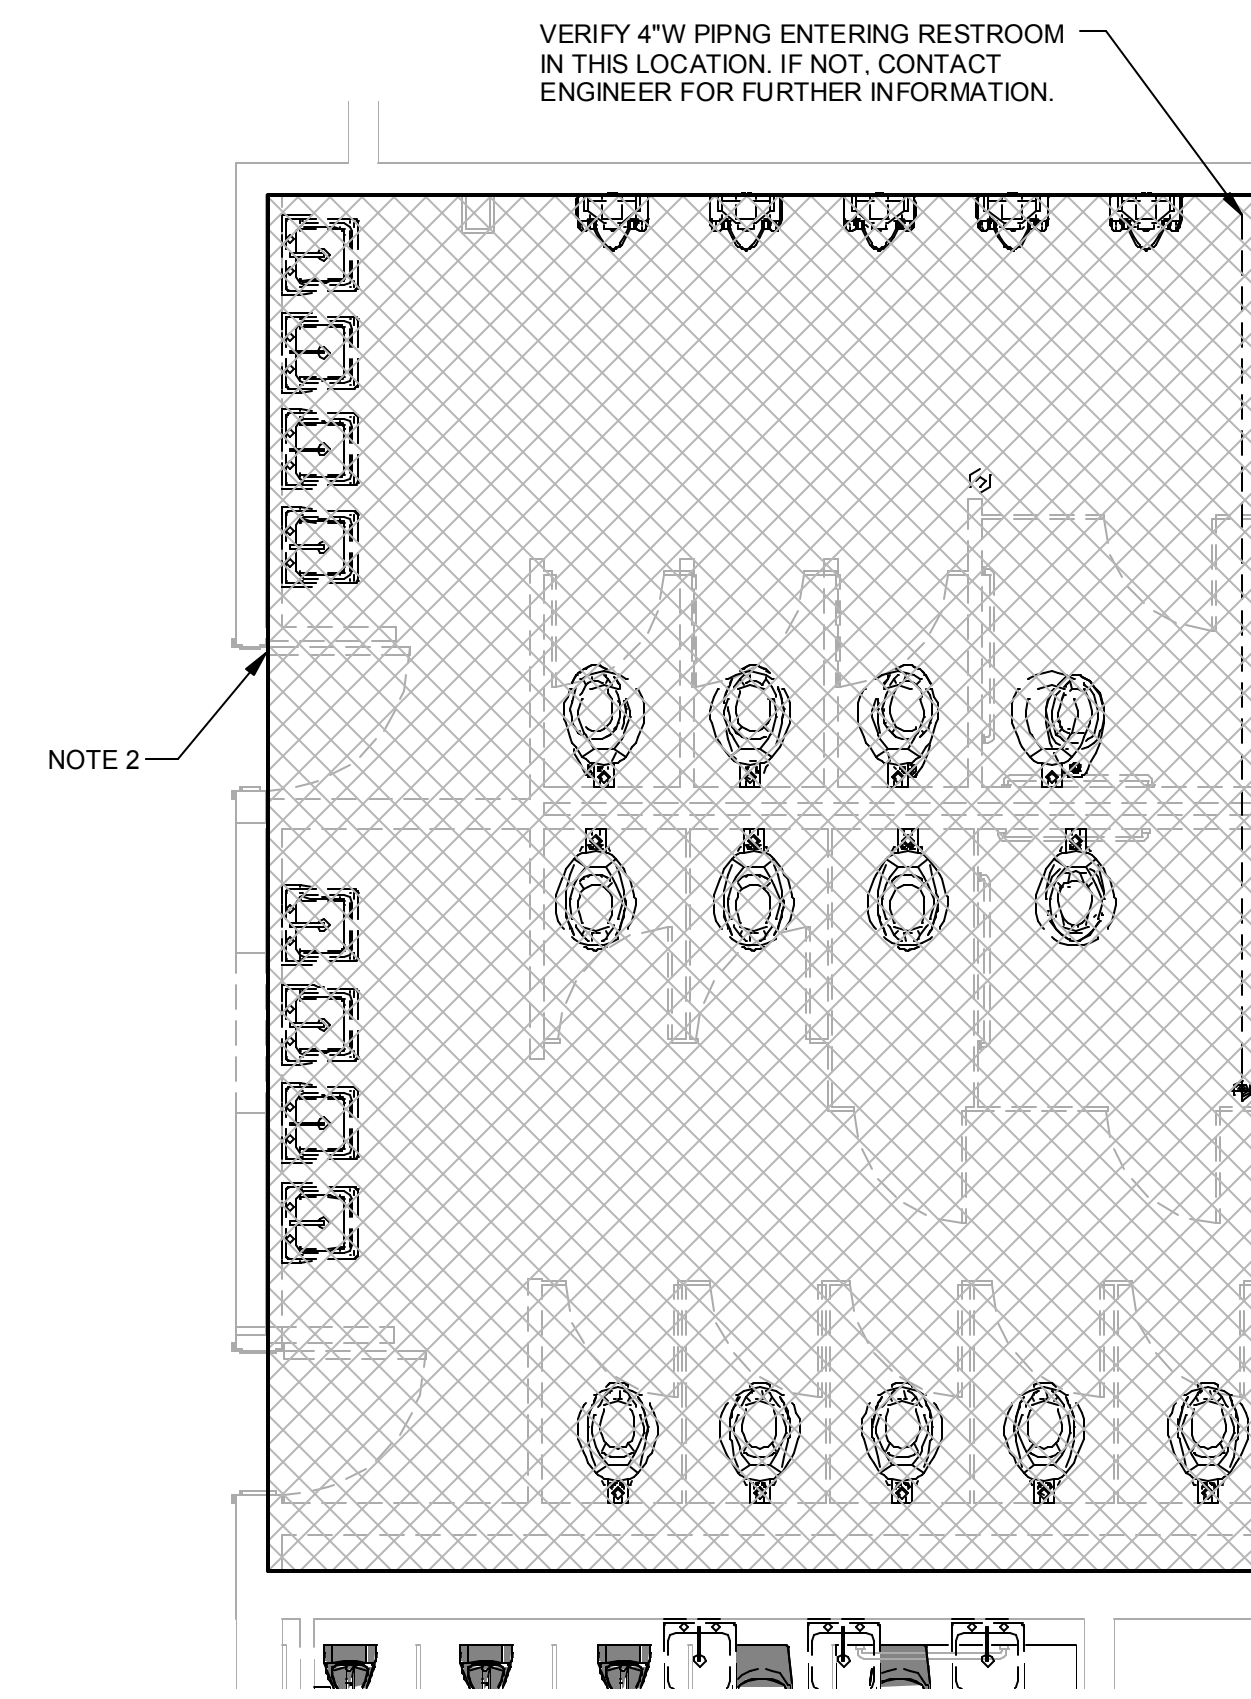 VERIFY 4"W PIPNG ENTERING RESTROOM
IN THIS LOCATION. IF NOT, CONTACT
ENGINEER FOR FURTHER INFORMATION.
NOTE 2